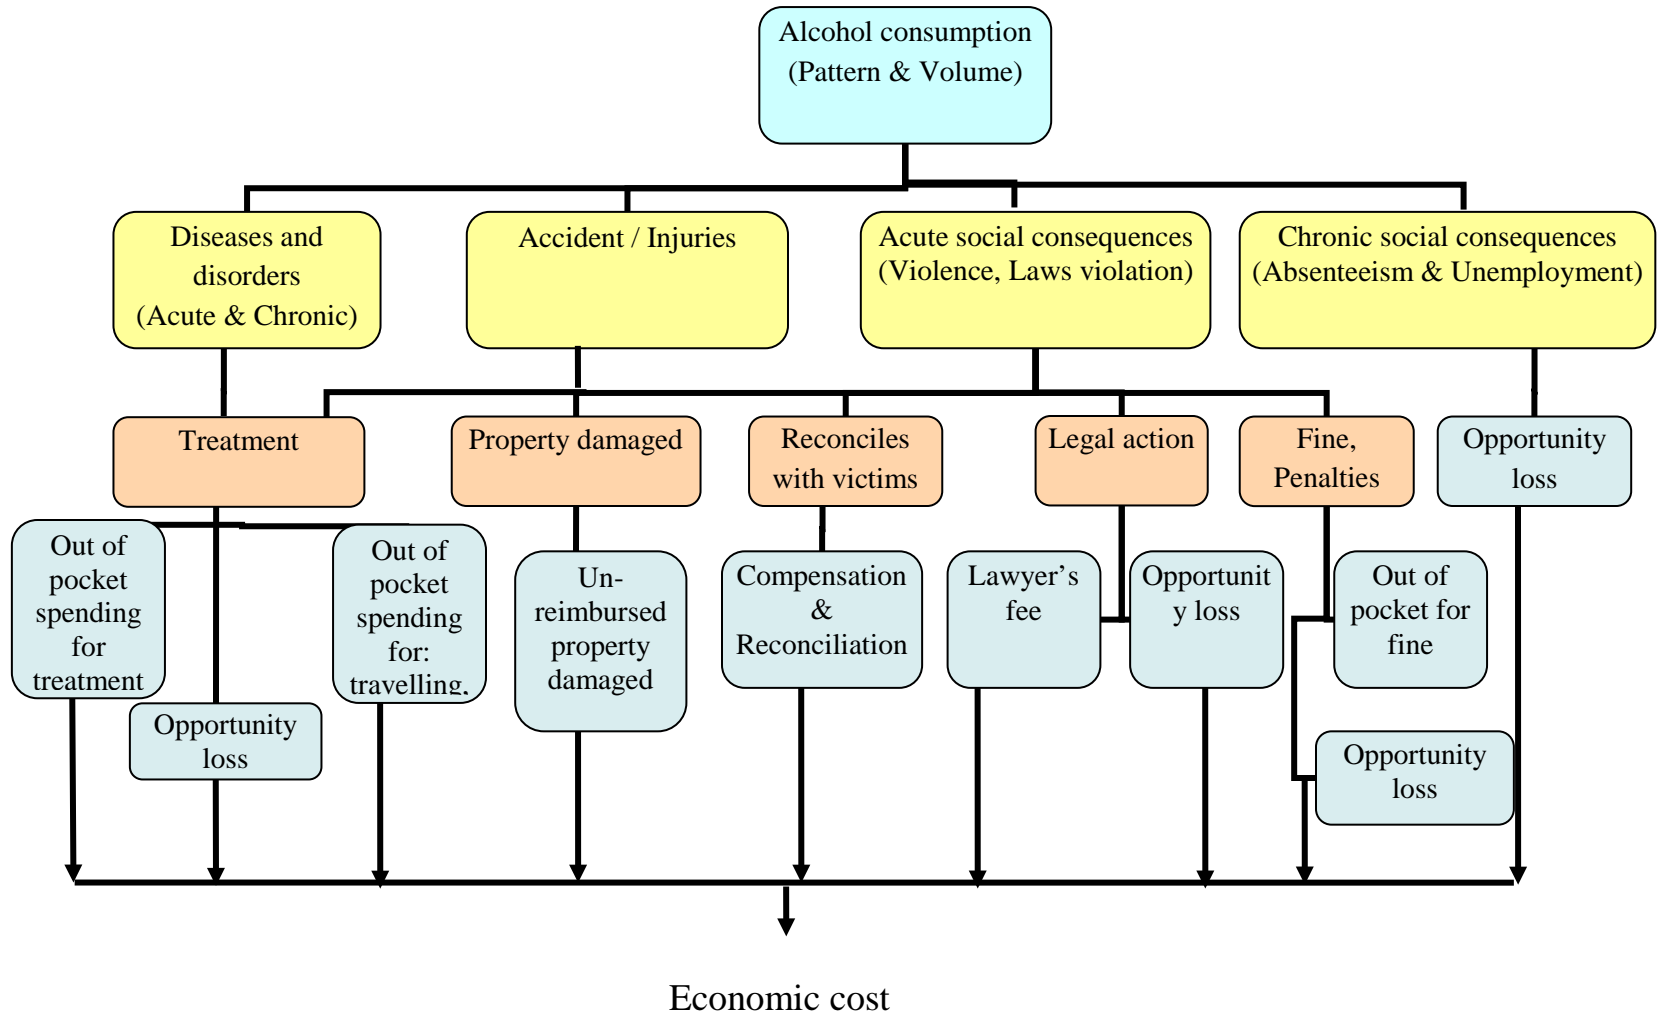 Alcohol consumption
(Pattern & Volume)
Diseases and
disorders
(Acute & Chronic)
Accident / Injuries
Acute social consequences
(Violence, Laws violation)
Chronic social consequences
(Absenteeism & Unemployment)
Treatment
Property damaged
Reconciles
with victims
Legal action
Fine,
Penalties
Opportunity
loss
Out of
pocket
spending
for
treatment
Opportunity
loss
Out of
pocket
spending
for:
travelling,
Un-
reimbursed
property
damaged
Compensation
&
Reconciliation
Lawyer’s
fee
Opportunit
y loss
Out of
pocket for
fine
Opportunity
loss
Economic cost